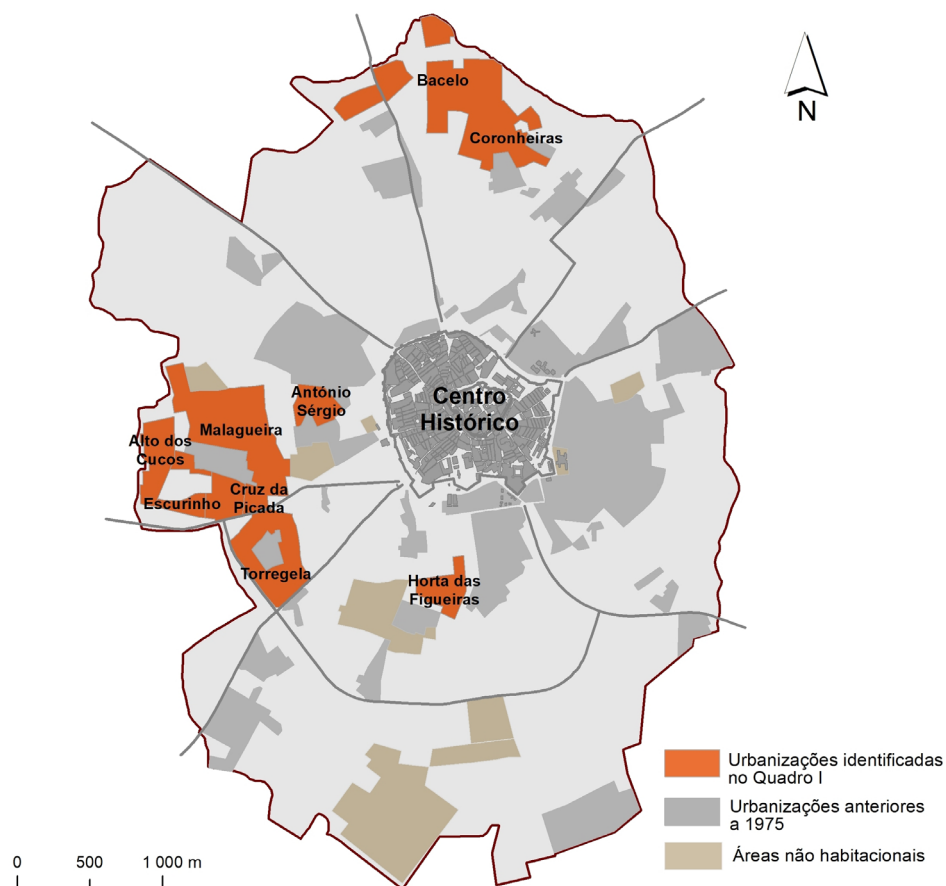 Bacelo
Coronheiras
N
António
Sérgio
Centro
Histórico
Malagueira
Alto dos
Cucos
Escurinho
Cruz da
Picada
Torregela
Horta das
Figueiras
Urbanizações identificadas
no Quadro I
Urbanizações anteriores
a 1975
Áreas não habitacionais
0 500 1 000 m